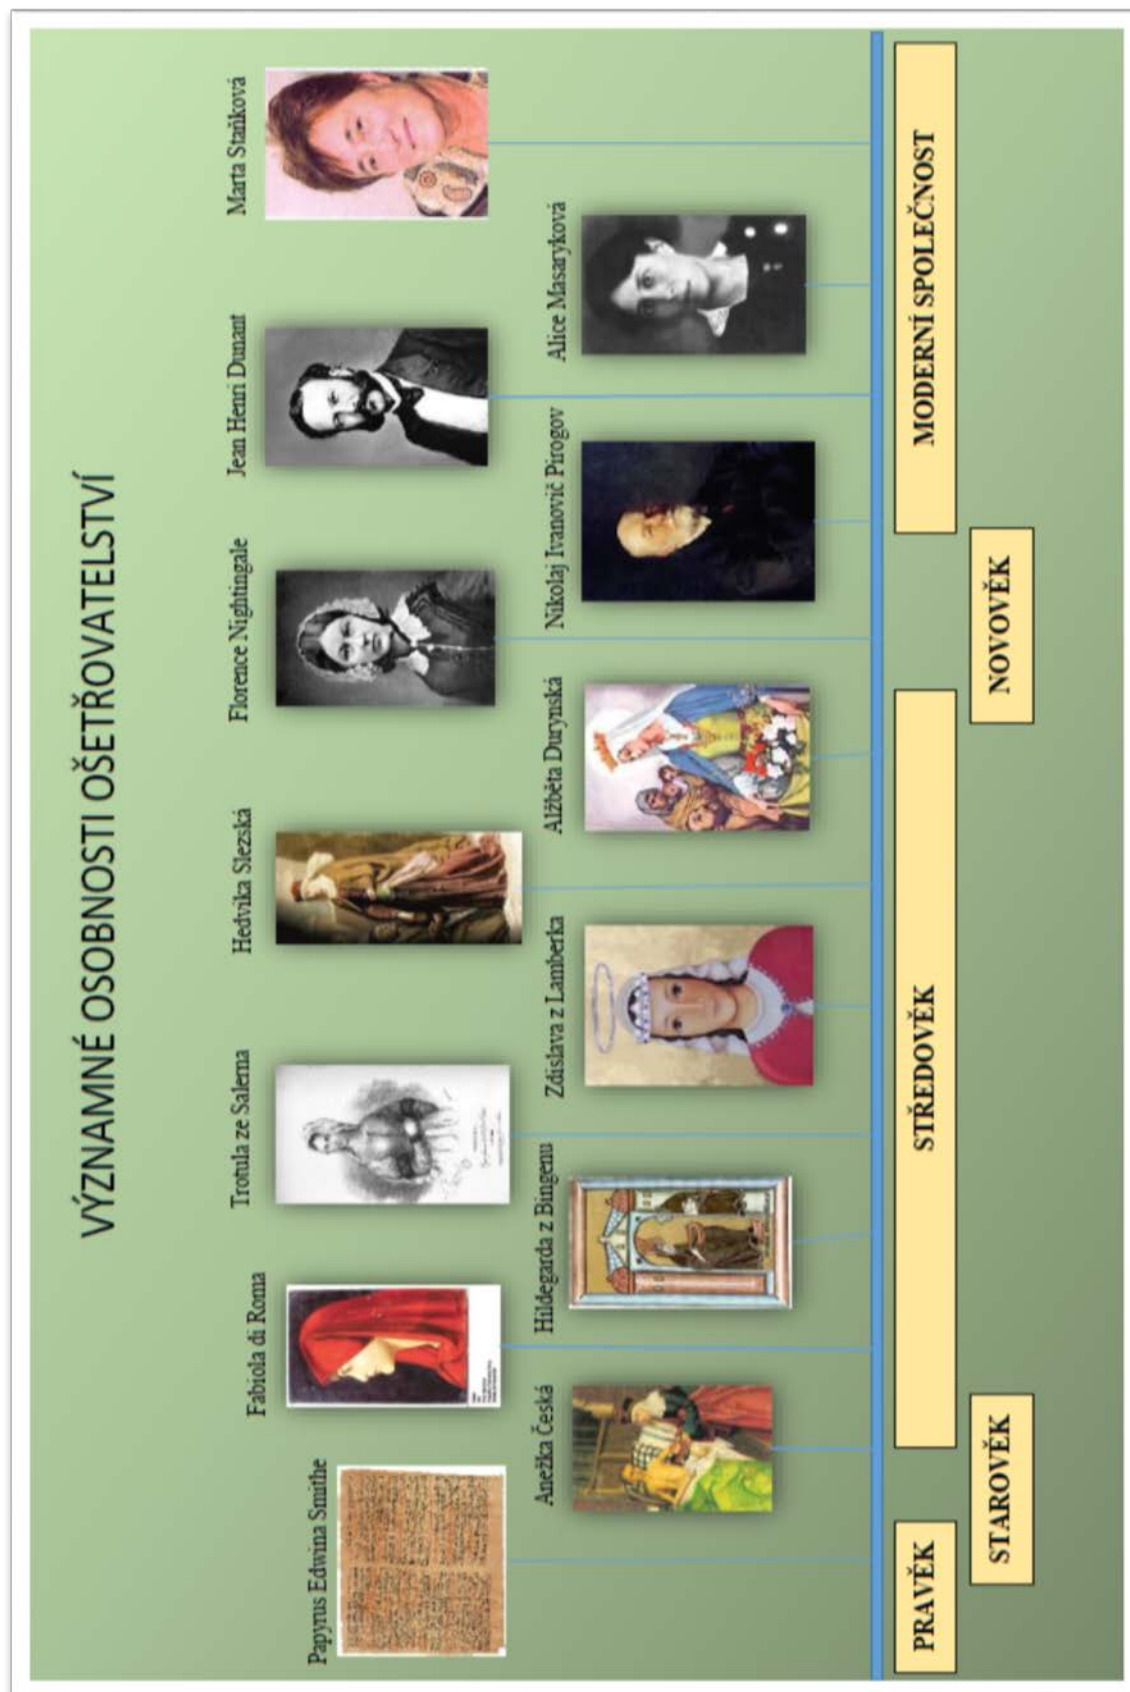 VÝZNAMNÉ OSOBNOSTI OŠETŘOVATELSTVÍ
Papyrus Edwina Smithe
Fabiola di Roma
Trotula ze Salerna
Hedvika Slezská
Florence Nightingale
Jean Henri Dunant
Marta Staňková
Anežka Česká
Hildegarda z Bingenu
Zdislava z Lamberka
Alžběta Durynská
Nikolaj Ivanovič Pirogov
Alice Masaryková
PRAVĚK
STŘEDOVĚK
MODERNÍ SPOLEČNOST
STAROVĚK
NOVOVĚK